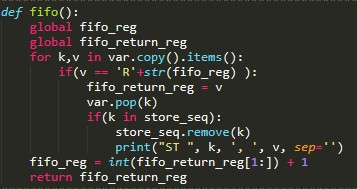 def fifo():
    global fifo_reg
    global fifo_return_reg
    for k,v in var.copy().items():
        if(v == 'R'+str(fifo_reg) ):
            fifo_return_reg = v
            var.pop(k)
            if(k in store_seq):
                store_seq.remove(k)
                print("ST ", k, ', ', v, sep='')
    fifo_reg = int(fifo_return_reg[1:]) + 1
    return fifo_return_reg